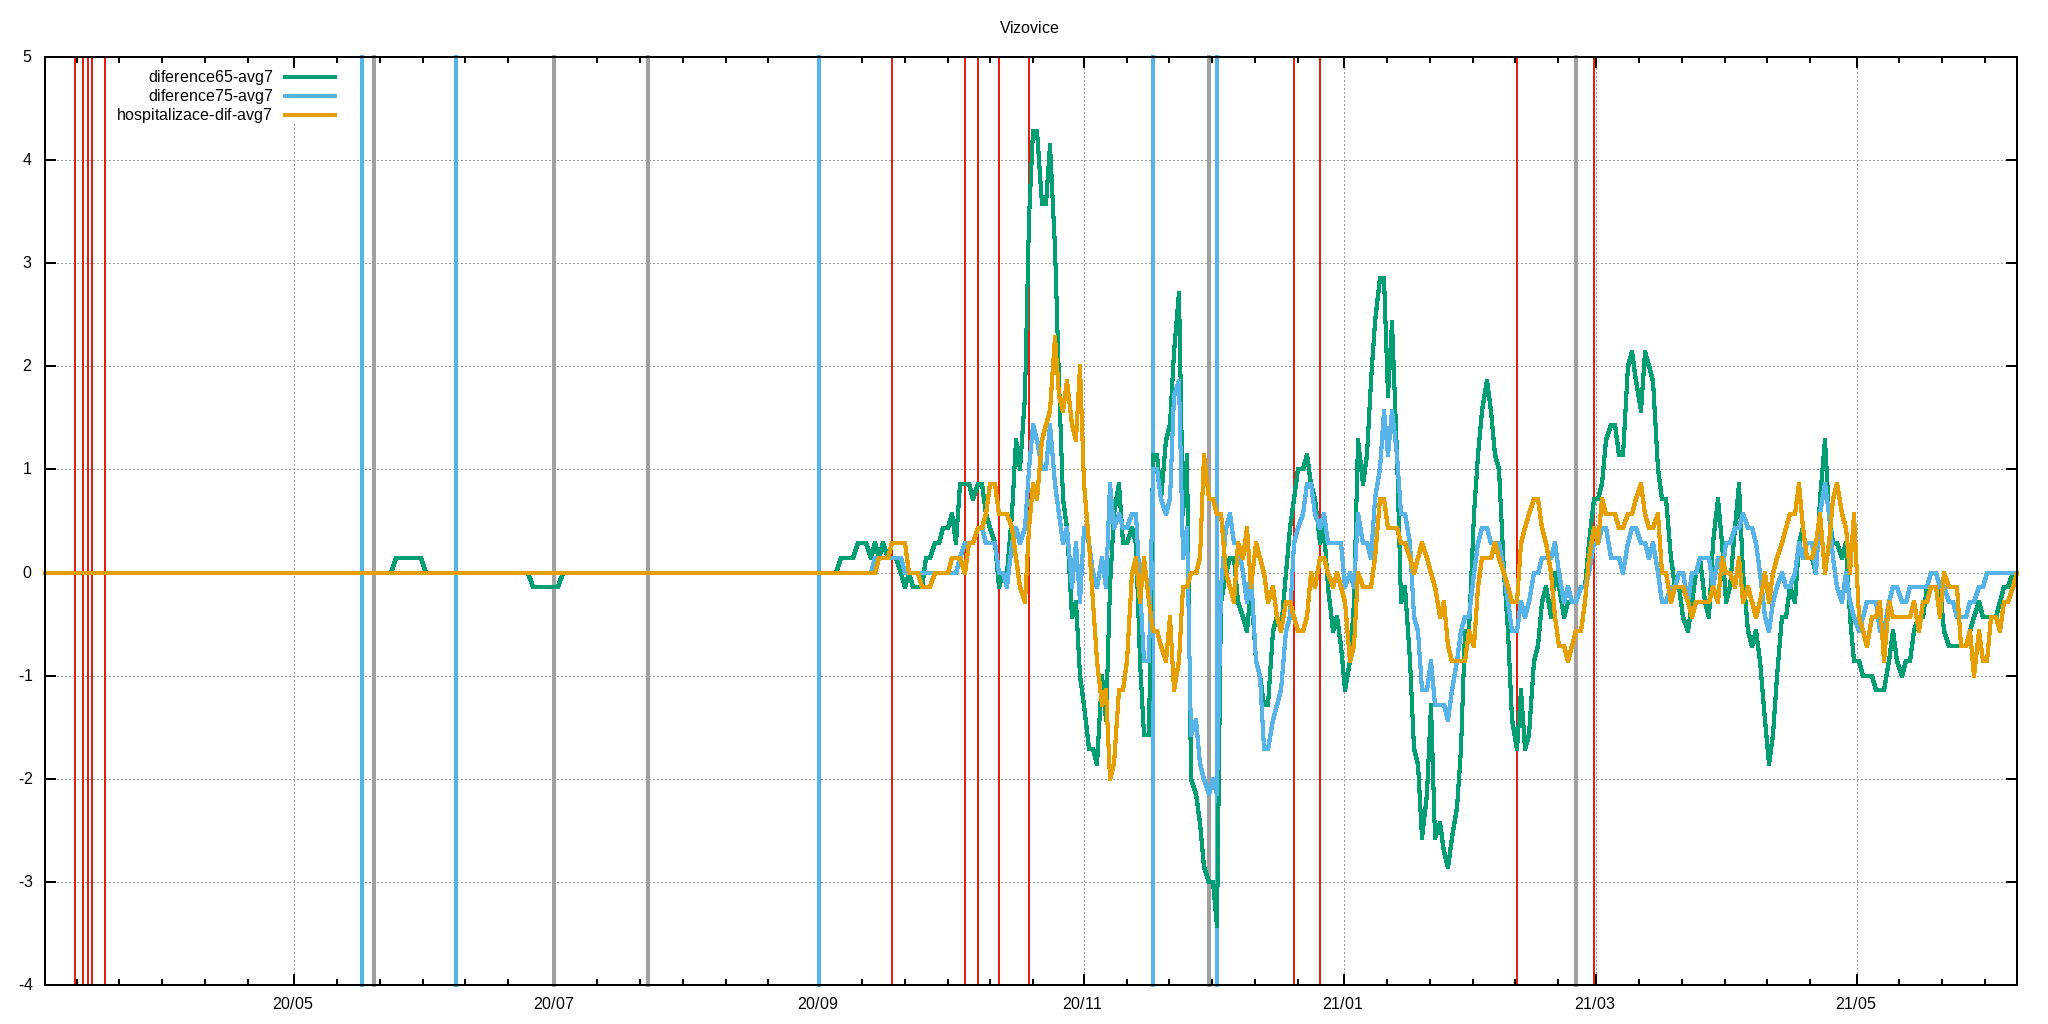 Vizovice
diference65-avg7
diference75-avg7
hospitalizace-dif-avg7
5
4
3
2
1
0
-1
-2
-3
-4
20/05 20/07 20/09 20/11 21/01 21/03 21/05